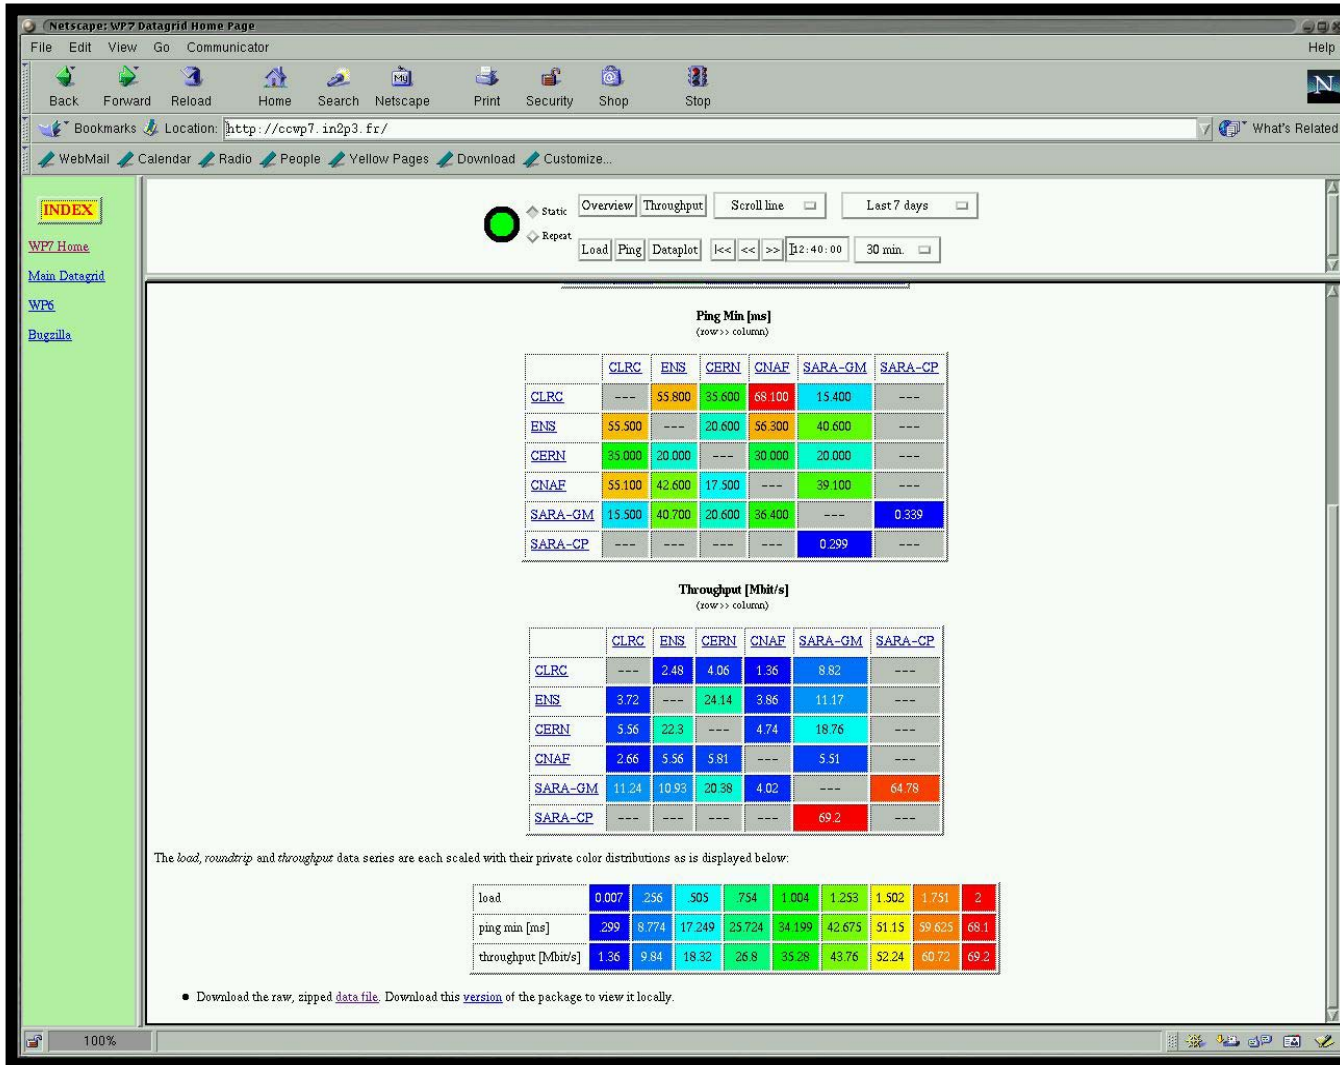 Netscape: WP7 Datagrid Home Page
File Edit View Go Communicator Help
Back Forward Reload Home Search Netscape Print Security Shop Stop
My
N
Bookmarks Location: http://ccwp7.in2p3.fr/ What's Related
WebMail Calendar Radio People Yellow Pages Download Customize...
INDEX
WP7 Home
Main Datagrid
WP6
Bugzilla
Static Overview Throughput Scroll line Last 7 days
Repeat
Load Ping Dataplot |<< << >> 12:40:00 30 min.
Ping Min [ms]
(row >> column)
CLRC ENS CERN CNAF SARA-GM SARA-CP
CLRC --- 55.800 35.600 68.100 15.400 ---
ENS 55.500 --- 20.600 56.300 40.600 ---
CERN 35.000 20.000 --- 30.000 20.000 ---
CNAF 55.100 42.600 17.500 --- 39.100 ---
SARA-GM 15.500 40.700 20.600 36.400 --- 0.339
SARA-CP --- --- --- --- 0.299 ---
Throughput [Mbit/s]
(row >> column)
CLRC ENS CERN CNAF SARA-GM SARA-CP
CLRC --- 2.48 4.06 1.36 8.82 ---
ENS 3.72 --- 24.14 3.86 11.17 ---
CERN 5.56 22.3 --- 4.74 18.76 ---
CNAF 2.66 5.56 5.81 --- 5.51 ---
SARA-GM 11.24 10.93 20.38 4.02 --- 64.78
SARA-CP --- --- --- --- 69.2 ---
The load, roundtrip and throughput data series are each scaled with their private color distributions as is displayed below:
load 0.007 .256 .505 .754 1.004 1.253 1.502 1.751 2
ping min [ms] .299 8.774 17.249 25.724 34.199 42.675 51.15 59.625 68.1
throughput [Mbit/s] 1.36 9.84 18.32 26.8 35.28 43.76 52.24 60.72 69.2
Download the raw, zipped data file. Download this version of the package to view it locally.
100%